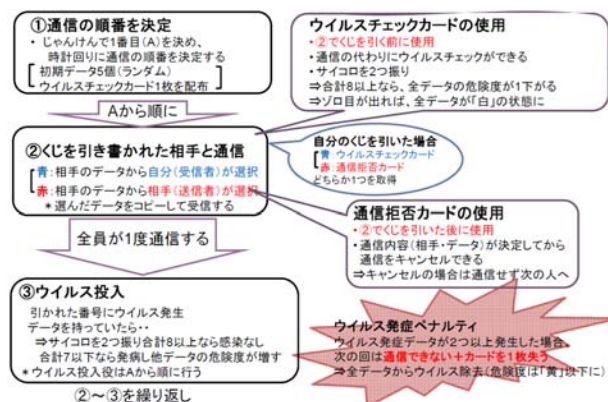 ①通信の順番を決定
・じゃんけんで1番目(A)を決め、
時計回りに通信の順番を決定する
初期データ5個(ランダム)
ウイルスチェックカード1枚を配布
Aから順に
②くじを引き書かれた相手と通信
青:相手のデータから自分(受信者)が選択
赤:相手のデータから相手(送信者)が選択
*選んだデータをコピーして受信する
全員が1度通信する
③ウイルス投入
引かれた番号にウイルス発生
データを持っていたら・・
⇒サイコロを2つ振り合計8以上なら感染なし
合計7以下なら発病し他データの危険度が増す
*ウイルス投入役はAから順に行う
②~③を繰り返し
ウイルスチェックカードの使用
・②でくじを引く前に使用
・通信の代わりにウイルスチェックができる
・サイコロを2つ振り
⇒合計8以上なら、全データの危険度が1下がる
⇒ゾロ目が出れば、全データが「白」の状態に
自分のくじを引いた場合
青:ウイルスチェックカード
赤:通信拒否カード
どちらか1つを取得
通信拒否カードの使用
・②でくじを引いた後に使用
・通信内容(相手・データ)が決定してから
通信をキャンセルできる
⇒キャンセルの場合は通信せず次の人へ
ウイルス発症ペナルティ
ウイルス発症データが2つ以上発生した場合、
次の回は通信できない+カードを1枚失う
⇒全データからウイルス除去(危険度は「黄」以下に)